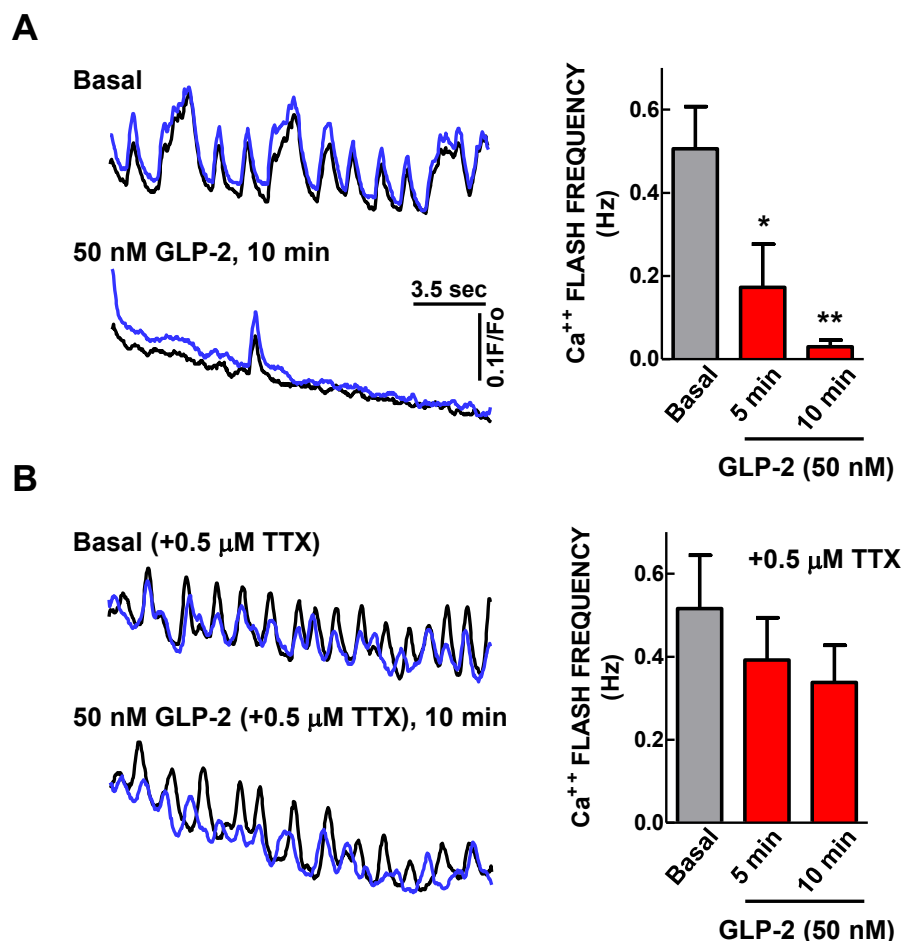 A
Basal
50 nM GLP-2, 10 min
3.5 sec
0.1F/Fo
Ca++ FLASH FREQUENCY
(Hz)
0.6
0.4
0.2
0.0
*
**
Basal
5 min
10 min
GLP-2 (50 nM)
B
Basal (+0.5 μM TTX)
50 nM GLP-2 (+0.5 μM TTX), 10 min
Ca++ FLASH FREQUENCY
(Hz)
+0.5 μM TTX
0.6
0.4
0.2
0.0
Basal
5 min
10 min
GLP-2 (50 nM)